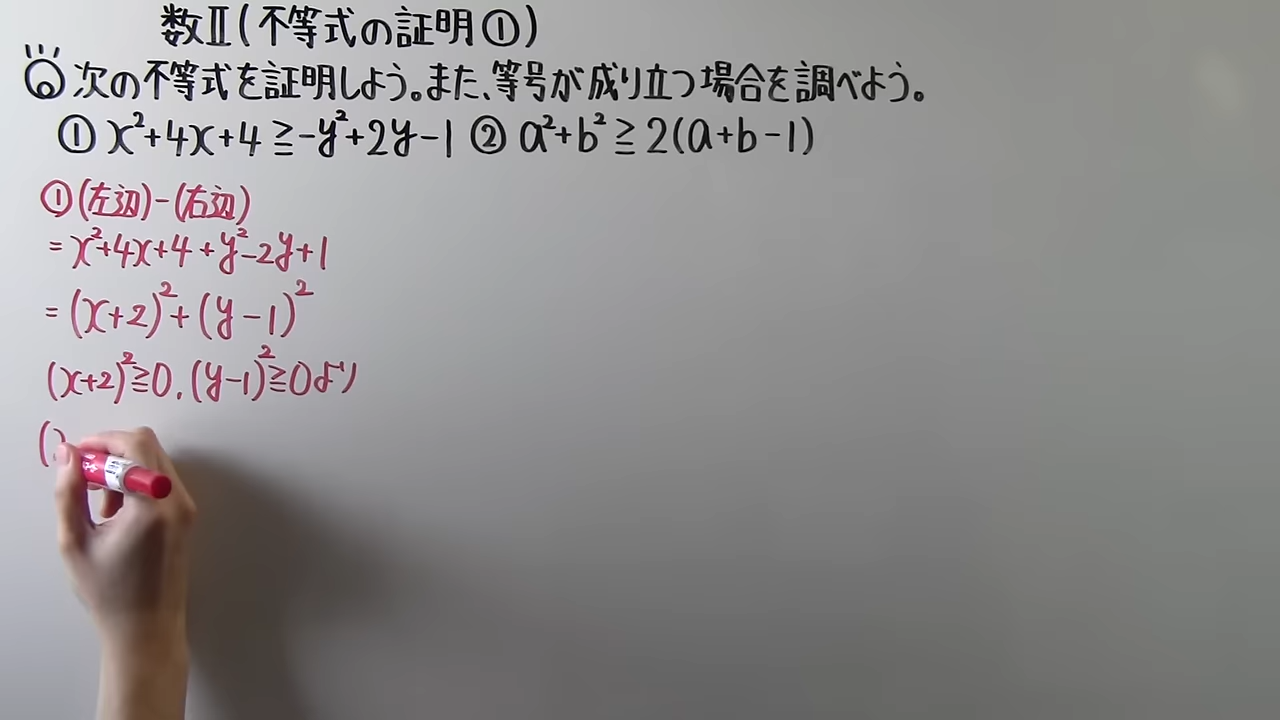 数Ⅱ(不等式の証明①)
Q 次の不等式を証明しよう。また、等号が成り立つ場合を調べよう。
① x²+4x+4≧-y²+2y-1 ② a²+b²≧2(a+b-1)
①(左辺)-(右辺)
=x²+4x+4+y²-2y+1
=(x+2)²+(y-1)²
(x+2)²≧0,(y-1)²≧0より
(